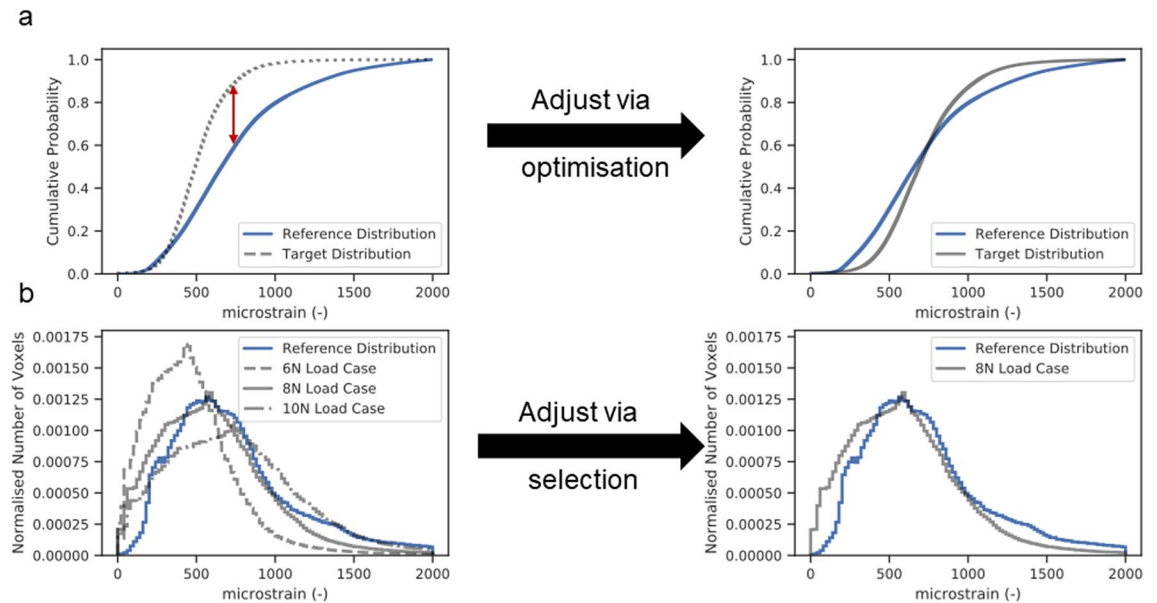 a
Cumulative Probability
1.0
0.8
0.6
0.4
0.2
0.0
Reference Distribution
Target Distribution
0 500 1000 1500 2000
microstrain (-)
Adjust via
optimisation
Cumulative Probability
1.0
0.8
0.6
0.4
0.2
0.0
Reference Distribution
Target Distribution
0 500 1000 1500 2000
microstrain (-)
b
Normalised Number of Voxels
0.00175
0.00150
0.00125
0.00100
0.00075
0.00050
0.00025
0.00000
Reference Distribution
6N Load Case
8N Load Case
10N Load Case
0 500 1000 1500 2000
microstrain (-)
Adjust via
selection
Normalised Number of Voxels
0.00175
0.00150
0.00125
0.00100
0.00075
0.00050
0.00025
0.00000
Reference Distribution
8N Load Case
0 500 1000 1500 2000
microstrain (-)